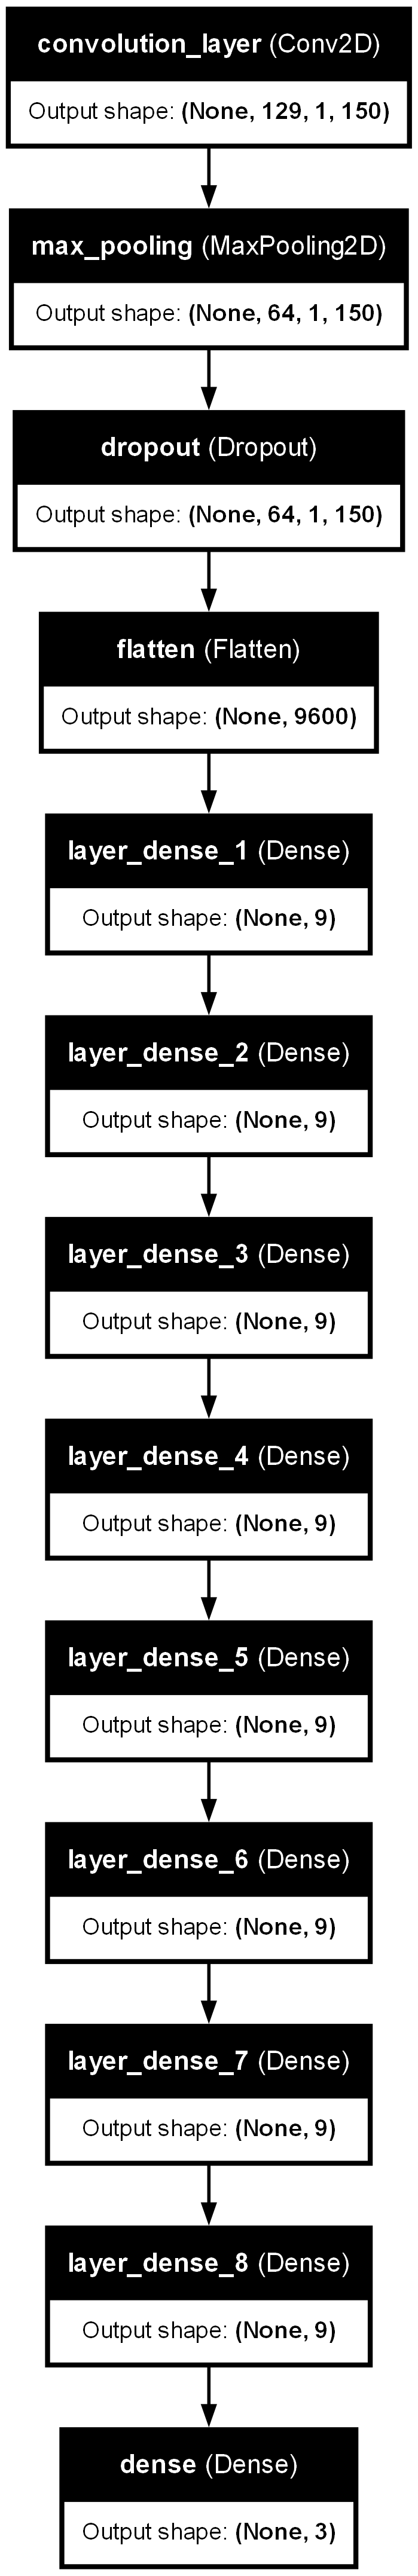 convolution_layer (Conv2D)
Output shape: (None, 129, 1, 150)
max_pooling (MaxPooling2D)
Output shape: (None, 64, 1, 150)
dropout (Dropout)
Output shape: (None, 64, 1, 150)
flatten (Flatten)
Output shape: (None, 9600)
layer_dense_1 (Dense)
Output shape: (None, 9)
layer_dense_2 (Dense)
Output shape: (None, 9)
layer_dense_3 (Dense)
Output shape: (None, 9)
layer_dense_4 (Dense)
Output shape: (None, 9)
layer_dense_5 (Dense)
Output shape: (None, 9)
layer_dense_6 (Dense)
Output shape: (None, 9)
layer_dense_7 (Dense)
Output shape: (None, 9)
layer_dense_8 (Dense)
Output shape: (None, 9)
dense (Dense)
Output shape: (None, 3)